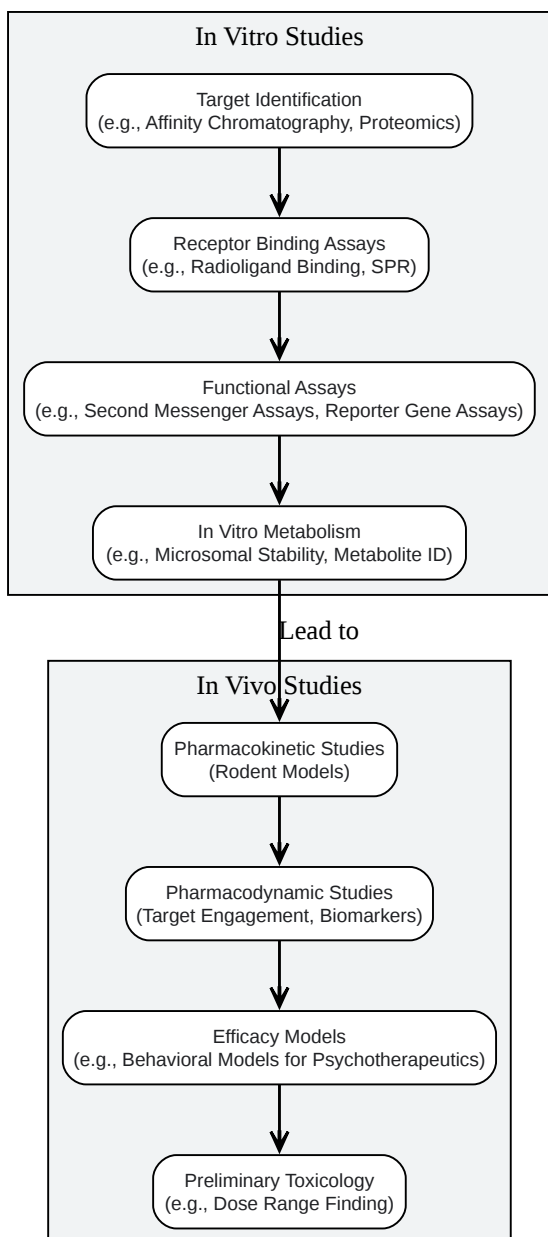 In Vitro Studies
Target Identification
(e.g., Affinity Chromatography, Proteomics)
Receptor Binding Assays
(e.g., Radioligand Binding, SPR)
Functional Assays
(e.g., Second Messenger Assays, Reporter Gene Assays)
In Vitro Metabolism
(e.g., Microsomal Stability, Metabolite ID)
Lead to
In Vivo Studies
Pharmacokinetic Studies
(Rodent Models)
Pharmacodynamic Studies
(Target Engagement, Biomarkers)
Efficacy Models
(e.g., Behavioral Models for Psychotherapeutics)
Preliminary Toxicology
(e.g., Dose Range Finding)